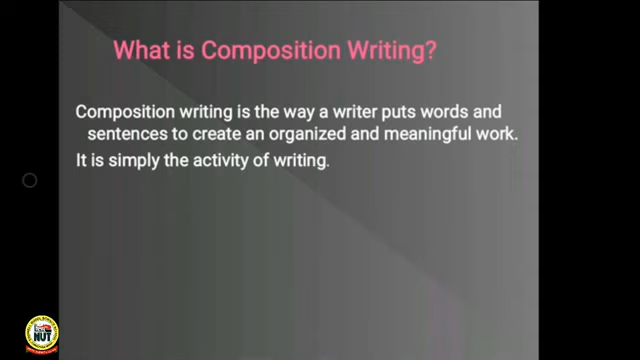 What is Composition Writing?
Composition writing is the way a writer puts words and
sentences to create an organized and meaningful work.
It is simply the activity of writing.
NUT